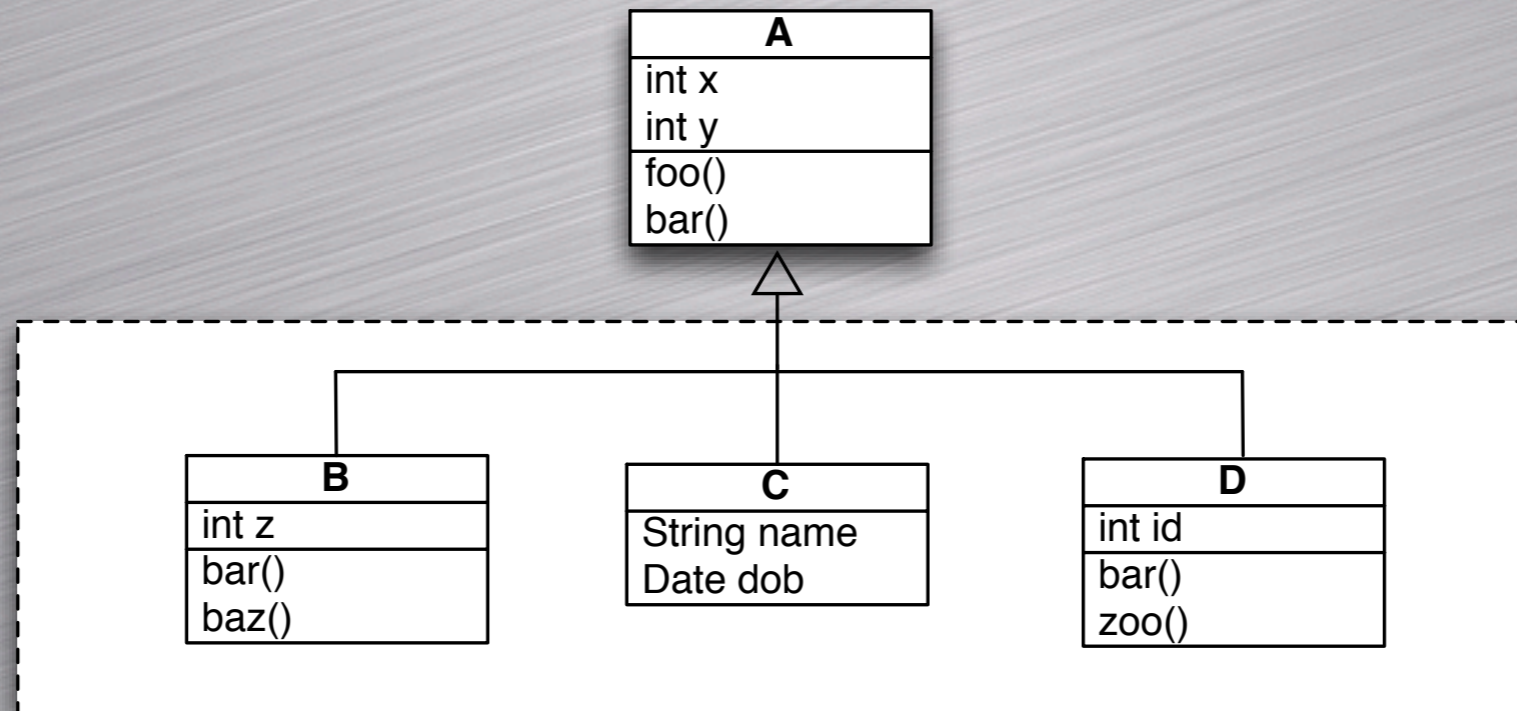 A
int x
int y
foo()
bar()
B
int z
bar()
baz()
C
String name
Date dob
D
int id
bar()
zoo()